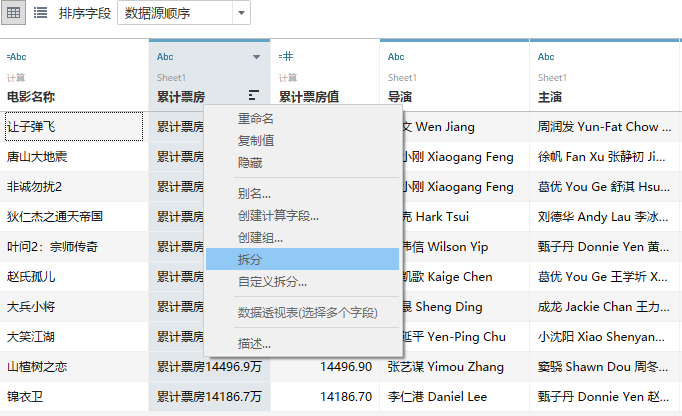 排序字段 数据源顺序
=Abc Abc =# Abc Abc
计算 Sheet1 计算 Sheet1 Sheet1
电影名称 累计票房 累计票房值 导演 主演
让子弹飞 累计票房 文 Wen Jiang 周润发 Yun-Fat Chow ...
唐山大地震 累计票房 小刚 Xiaogang Feng 徐帆 Fan Xu 张静初 Ji...
非诚勿扰2 累计票房 小刚 Xiaogang Feng 葛优 You Ge 舒淇 Hsu...
狄仁杰之通天帝国 累计票房 克 Hark Tsui 刘德华 Andy Lau 李冰...
叶问2：宗师传奇 累计票房 伟信 Wilson Yip 甄子丹 Donnie Yen 黄...
赵氏孤儿 累计票房 凯歌 Kaige Chen 葛优 You Ge 王学圻 X...
大兵小将 累计票房 晟 Sheng Ding 成龙 Jackie Chan 王力...
大笑江湖 累计票房 延平 Yen-Ping Chu 小沈阳 Xiao Shenyan...
山楂树之恋 累计票房14496.9万 14496.90 张艺谋 Yimou Zhang 窦骁 Shawn Dou 周冬...
锦衣卫 累计票房14186.7万 14186.70 李仁港 Daniel Lee 甄子丹 Donnie Yen 赵...
重命名
复制值
隐藏
别名...
创建计算字段...
创建组...
拆分
自定义拆分...
数据透视表(选择多个字段)
描述...